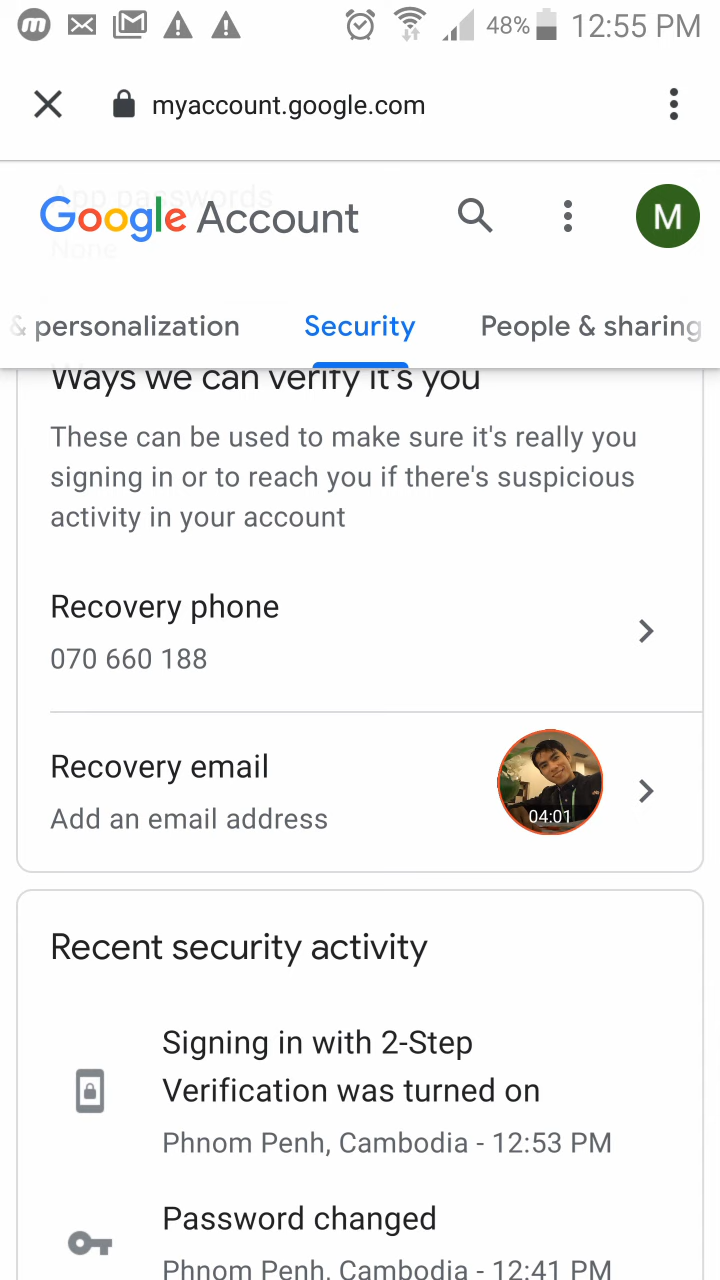 48% 12:55 PM
myaccount.google.com
App passwords
Google Account
M
None
& personalization Security People & sharing
Ways we can verify it's you
These can be used to make sure it's really you
signing in or to reach you if there's suspicious
activity in your account
Recovery phone
070 660 188
Recovery email
Add an email address
04:01
Recent security activity
Signing in with 2-Step
Verification was turned on
Phnom Penh, Cambodia - 12:53 PM
Password changed
Phnom Penh, Cambodia - 12:41 PM